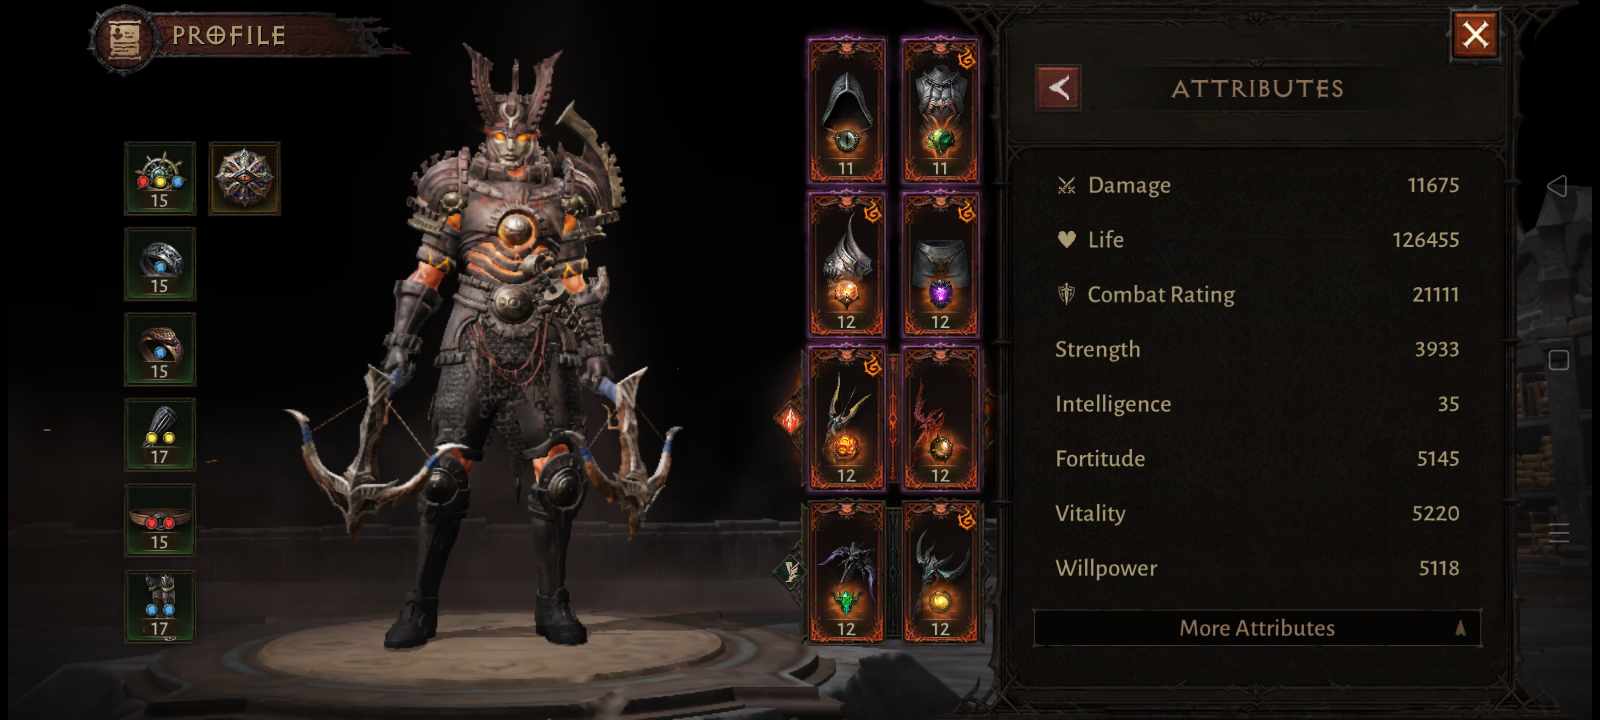 PROFILE
15
15
15
17
15
17
11
11
12
12
12
12
12
12
ATTRIBUTES
Damage 11675
Life 126455
Combat Rating 21111
Strength 3933
Intelligence 35
Fortitude 5145
Vitality 5220
Willpower 5118
More Attributes